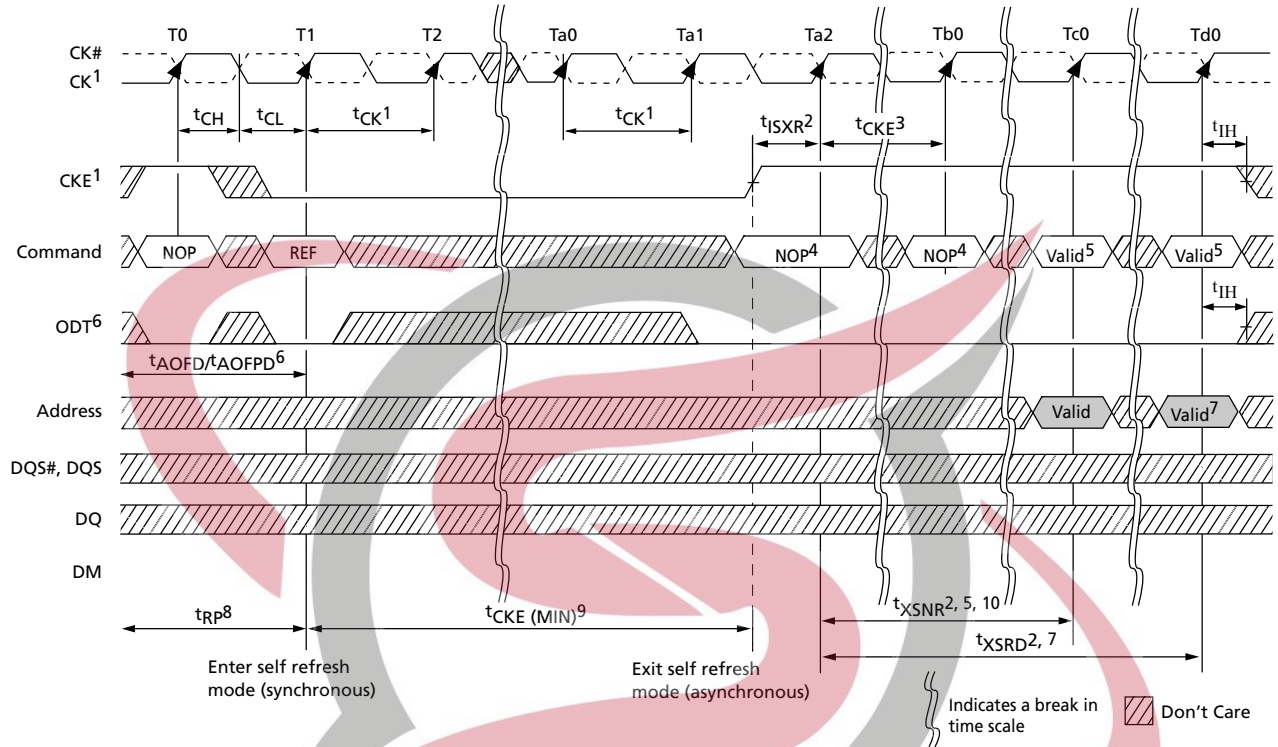 T0 T1 T2 Ta0 Ta1 Ta2 Tb0 Tc0 Td0
CK#
CK1
tCH tCL tCK1 tCK1 tISXR2 tCKE3 tIH
CKE1
Command NOP REF NOP4 NOP4 Valid5 Valid5
tIH
ODT6
tAOFD/tAOFPD6
Address Valid Valid7
DQS#, DQS
DQ
DM
tRP8 tCKE (MIN)9 tXSNR2, 5, 10
tXSRD2, 7
Enter self refresh
mode (synchronous)
Exit self refresh
mode (asynchronous)
Indicates a break in
time scale
Don't Care